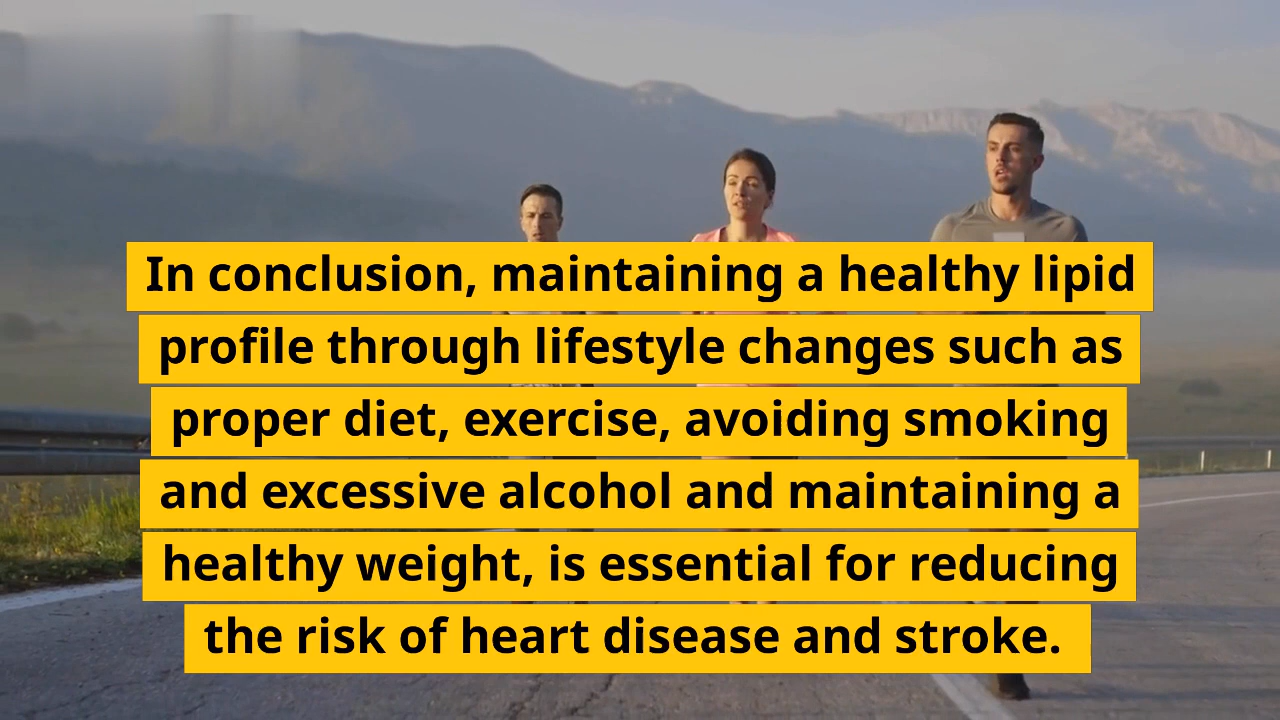 In conclusion, maintaining a healthy lipid
profile through lifestyle changes such as
proper diet, exercise, avoiding smoking
and excessive alcohol and maintaining a
healthy weight, is essential for reducing
the risk of heart disease and stroke.